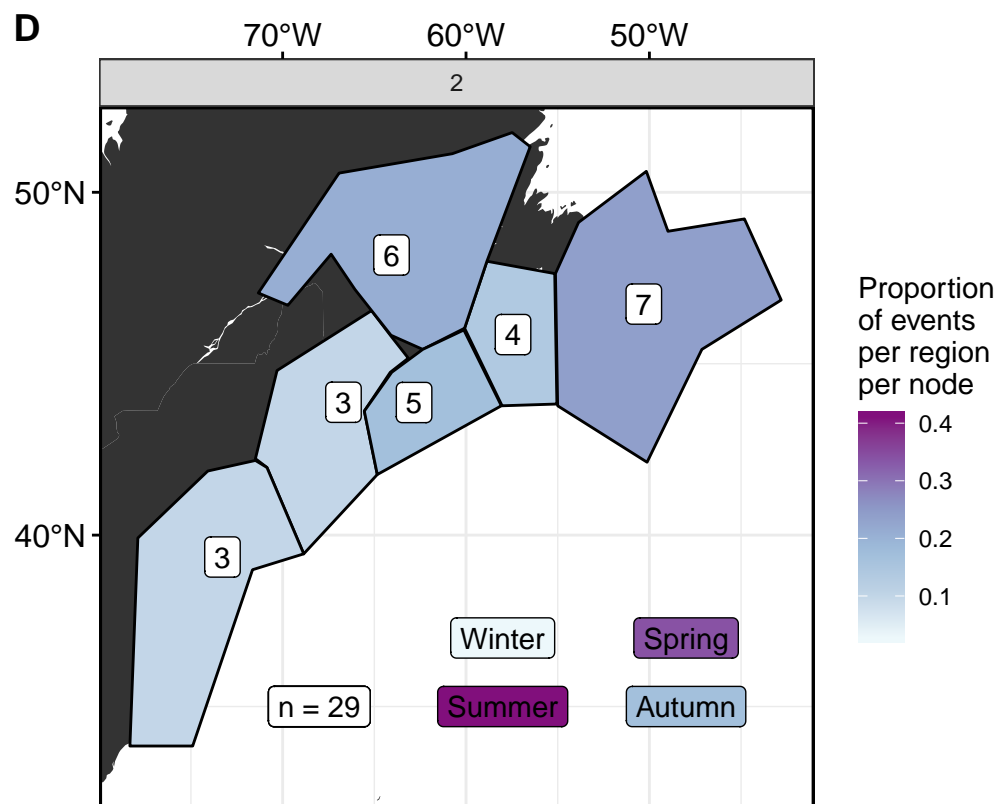 D
70°W 60°W 50°W
2
50°N
40°N
6
7
4
3
5
3
Winter Spring
n = 29 Summer Autumn
Proportion
of events
per region
per node
0.4
0.3
0.2
0.1